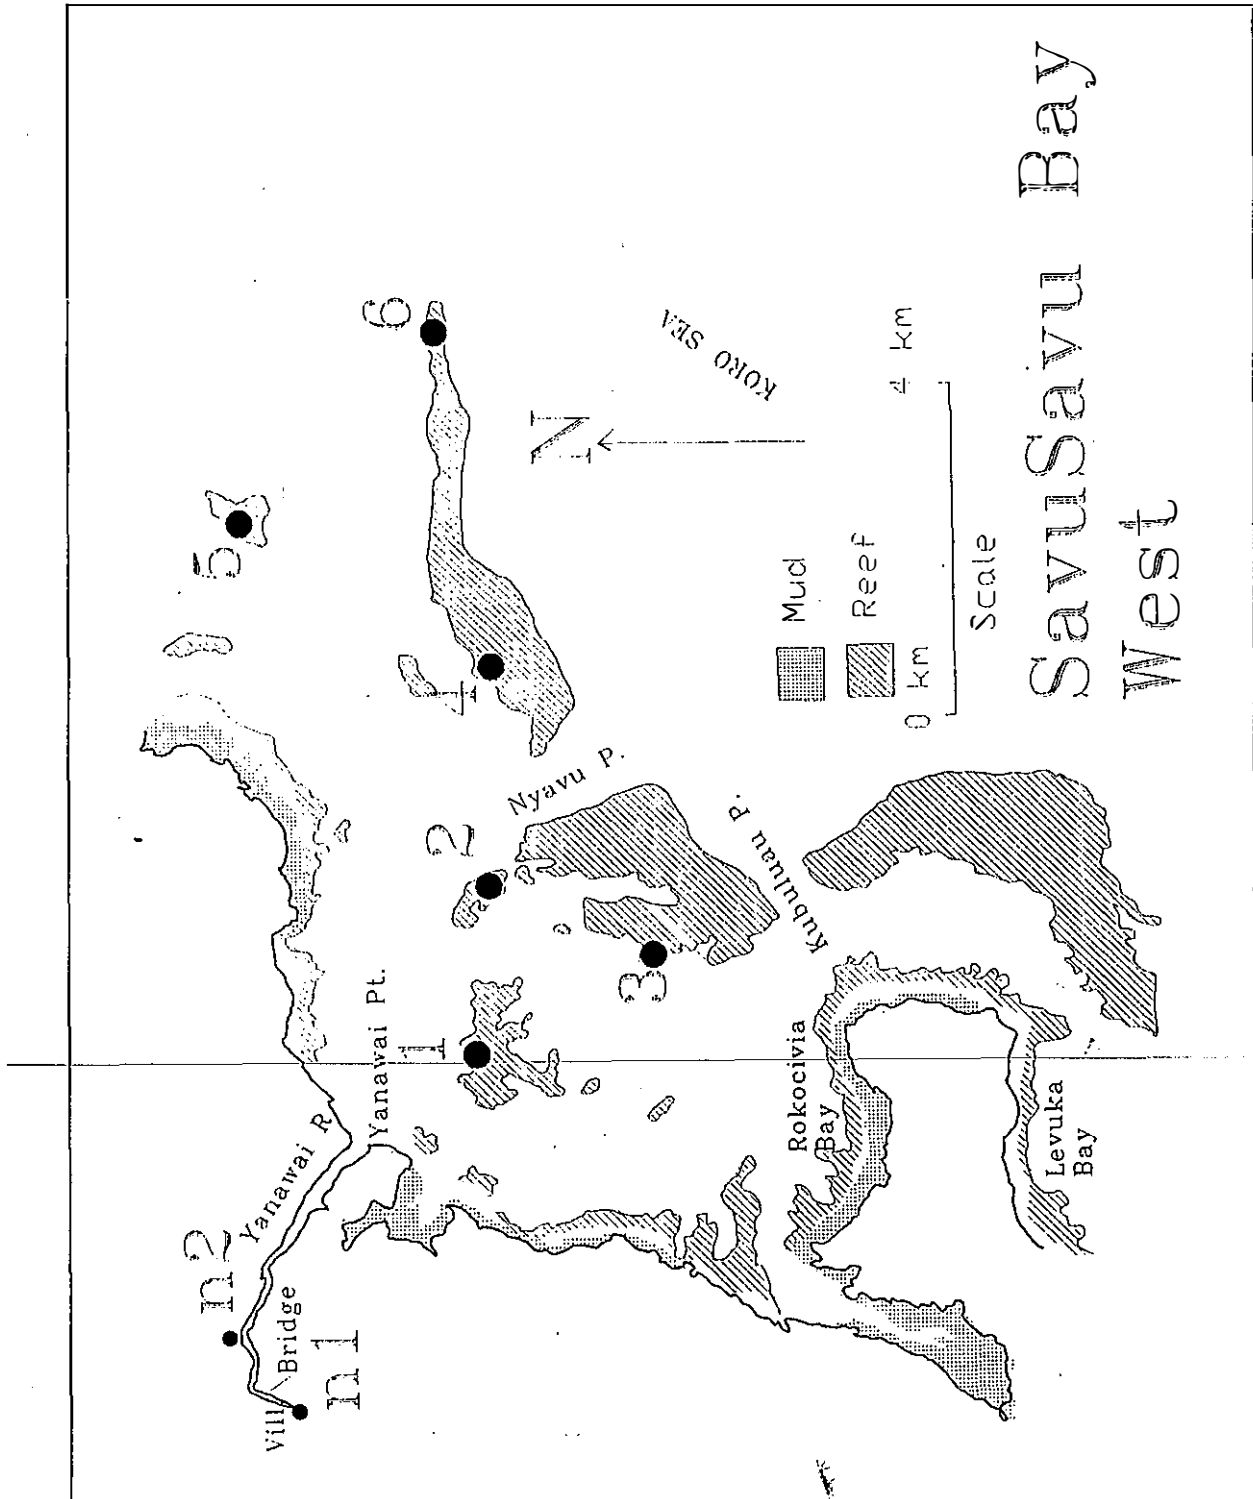 n2
Yanawai R
Bridge
Vill
n1
Yanawai Pt.
1
2
3
4
5
6
Nyavu P.
Kubuluau P.
KORO SEA
N
Rokocivia
Bay
Levuka
Bay
Mud
Reef
0 km
4 km
Scale
SavuSavu Bay
West